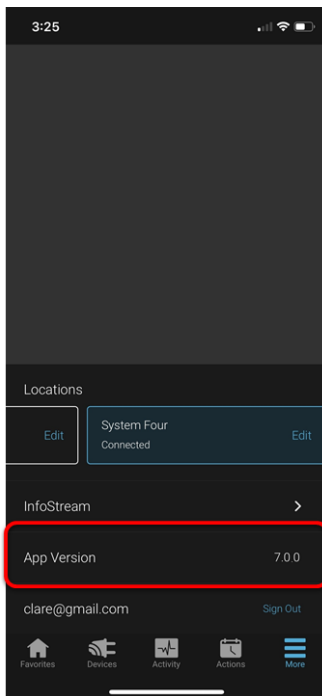 3:25
Locations
Edit
System Four
Connected
Edit
InfoStream
App Version 7.0.0
clare@gmail.com Sign Out
Favorites Devices Activity Actions More